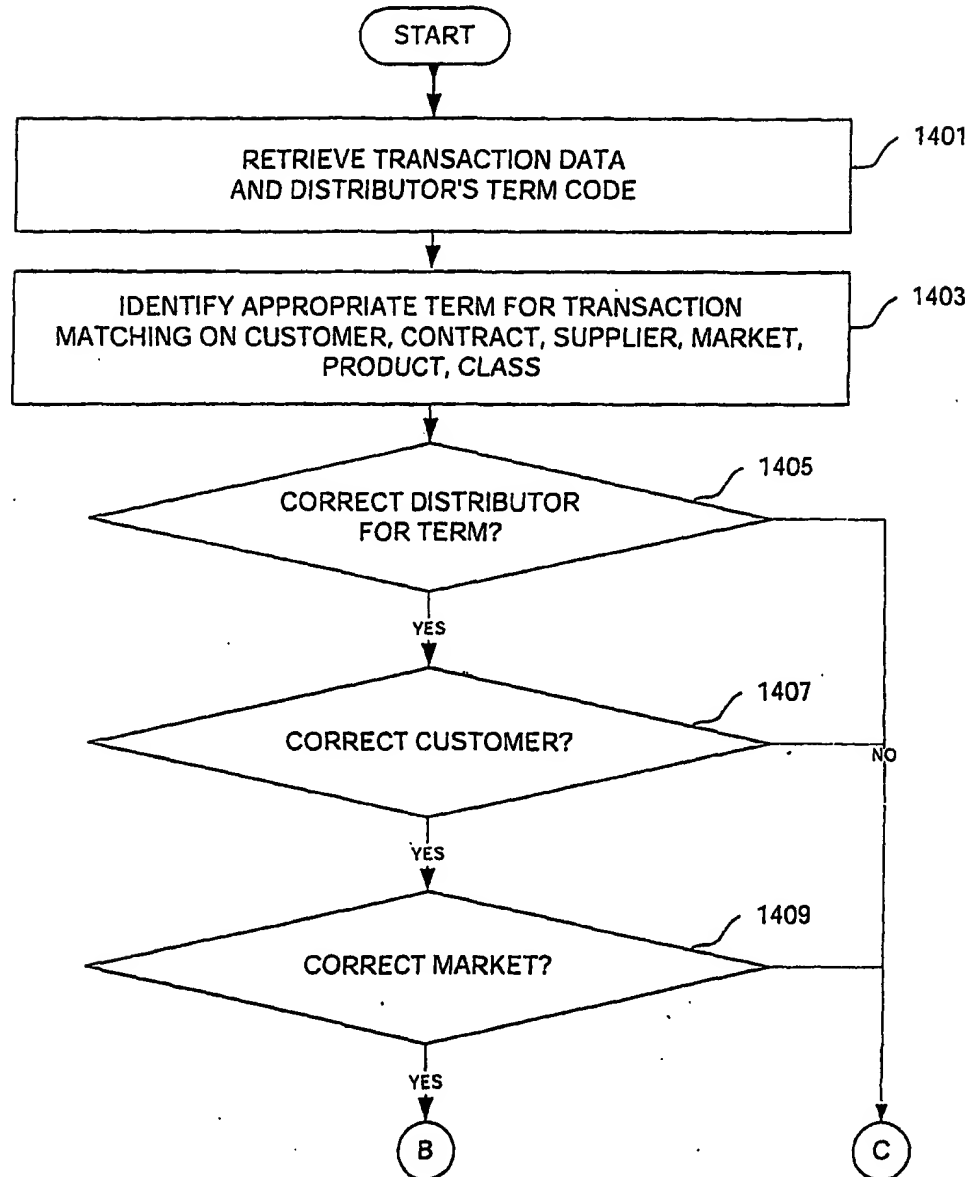 START
1401
RETRIEVE TRANSACTION DATA
AND DISTRIBUTOR'S TERM CODE
1403
IDENTIFY APPROPRIATE TERM FOR TRANSACTION
MATCHING ON CUSTOMER, CONTRACT, SUPPLIER, MARKET,
PRODUCT, CLASS
1405
CORRECT DISTRIBUTOR
FOR TERM?
YES
1407
CORRECT CUSTOMER?
NO
YES
1409
CORRECT MARKET?
YES
B
C